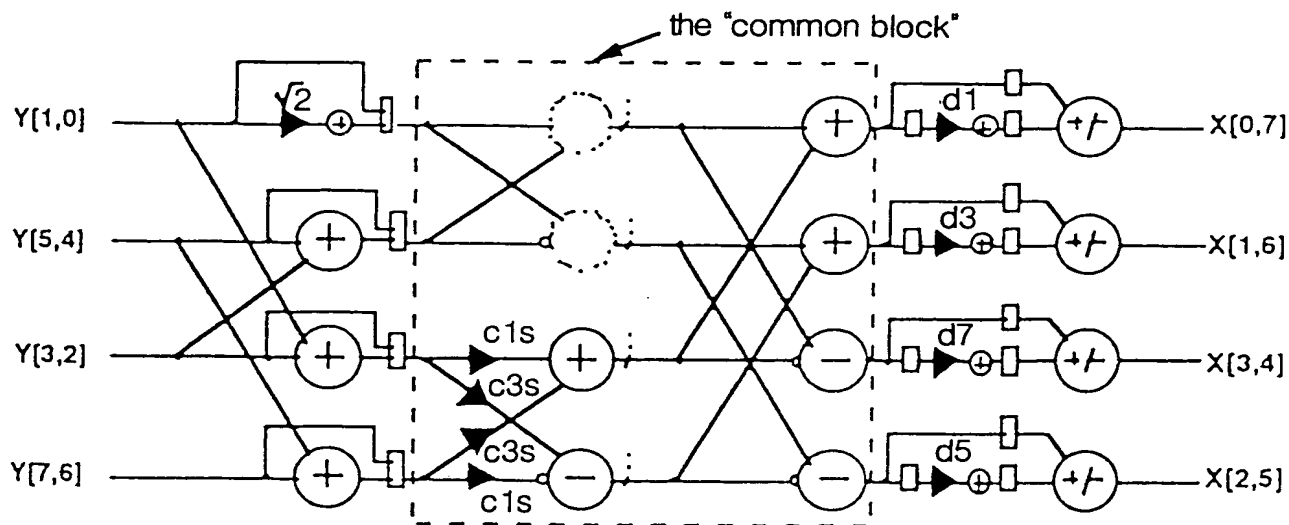 the "common block"
Y[1,0] √2 d1 +/- X[0,7]
Y[5,4] d3 +/- X[1,6]
Y[3,2] c1s d7 +/- X[3,4]
c3s
c3s
Y[7,6] c1s d5 +/- X[2,5]